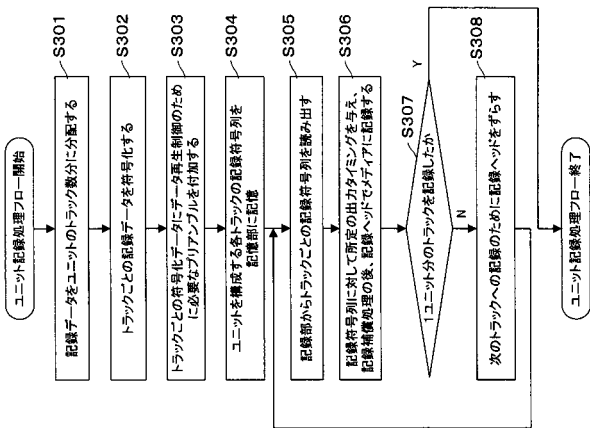 ユニット記録処理フロー開始
S301
記録データをユニットのトラック数分に分配する
S302
トラックごとの記録データを符号化する
S303
トラックごとの符号化データにデータ再生制御のため
に必要なプリアンブルを付加する
S304
ユニットを構成する各トラックの記録符号列を
記憶部に記憶
S305
記録部からトラックごとの記録符号列を読み出す
S306
記録符号列に対して所定の出力タイミングを与え、
記録補償処理の後、記録ヘッドでメディアに記録する
S307
1ユニット分のトラックを記録したか
Y
N
S308
次のトラックへの記録のために記録ヘッドをずらす
ユニット記録処理フロー終了